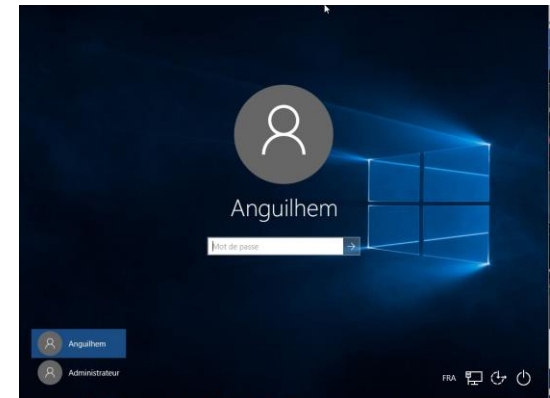 Anguilhem
Mot de passe
Anguilhem
Administrateur
FRA